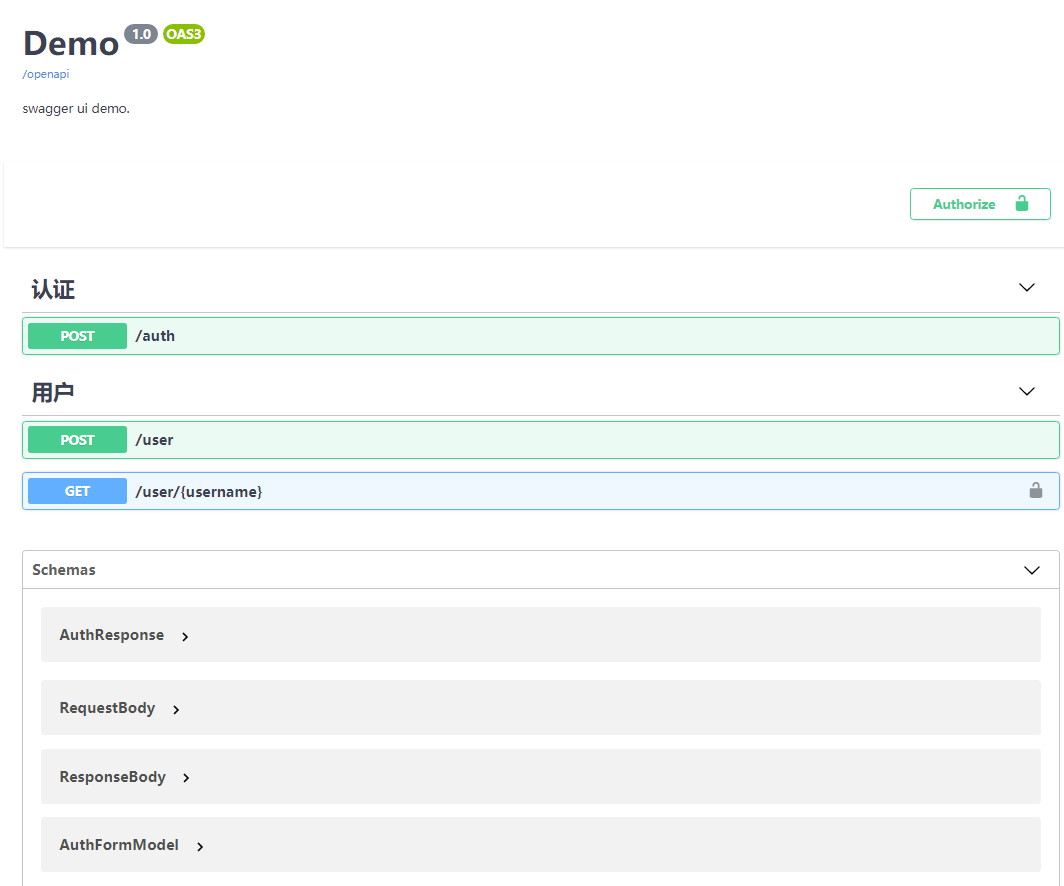 Demo 1.0 OAS3
/openapi
swagger ui demo.
Authorize
认证
POST /auth
用户
POST /user
GET /user/{username}
Schemas
AuthResponse
RequestBody
ResponseBody
AuthFormModel